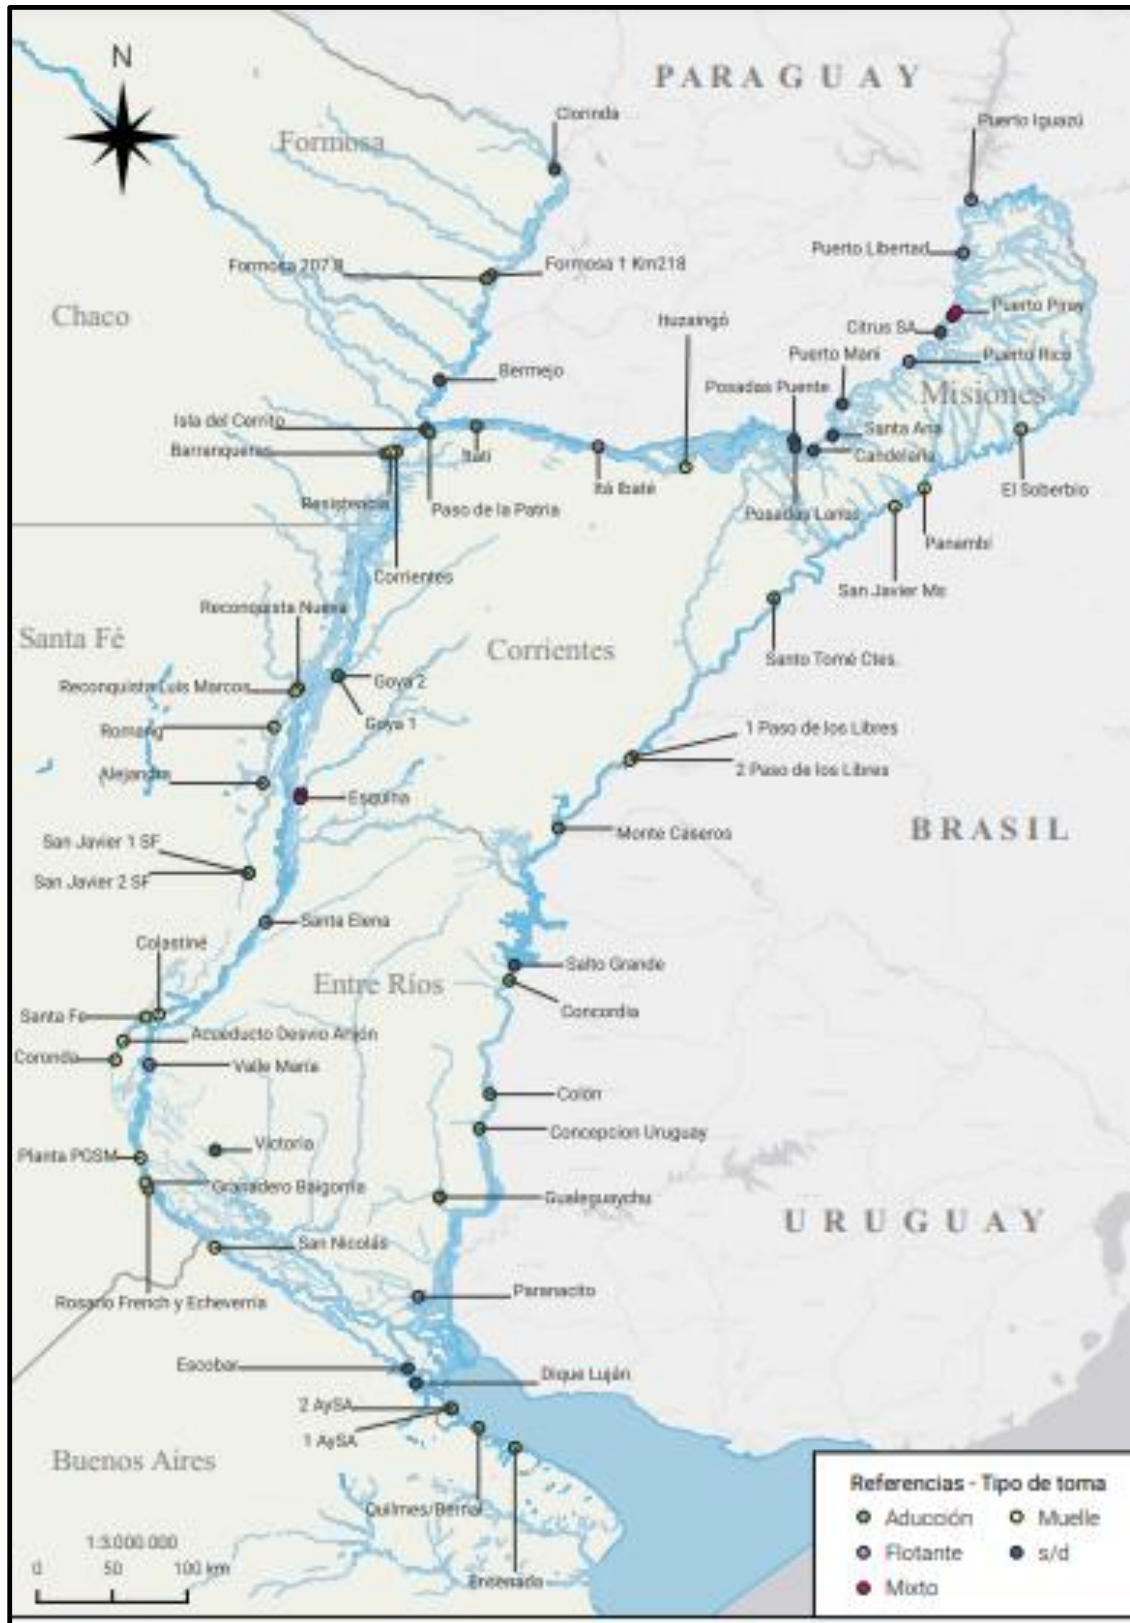 N
PARAGUAY
Clorinda
Puerto Iguazú
Formosa
Puerto Libertad
Formosa 207.8
Formosa 1 Km218
Chaco
Ituzaingó
Puerto Piray
Citrus SA
Puerto Mani
Puerto Rico
Bermejo
Posadas Puente
Misiones
Isla del Cerrito
Santa Ana
Barranqueras
Itatí
Candelaria
Itá Ibaté
El Soberbio
Resistencia
Paso de la Patria
Posadas Lorros
Panambí
Corrientes
San Javier Ms
Reconquista Nueva
Santa Fé
Corrientes
Santo Tomé Ctes.
Reconquista Luis Marcos
Goya 2
Romang
Goya 1
1 Paso de los Libres
2 Paso de los Libres
Alejandra
Esquina
Monte Caseros
BRASIL
San Javier 1 SF
San Javier 2 SF
Santa Elena
Colastiné
Salto Grande
Entre Ríos
Concordia
Santa Fe
Acueducto Desvio Arijón
Coronda
Valle María
Colón
Concepcion Uruguay
Victoria
Planta PGSM
Granadero Baigorria
Gualeguaychu
URUGUAY
San Nicolás
Rosario French y Echeverría
Paranacito
Escobar
Dique Luján
2 AySA
1 AySA
Buenos Aires
Quilmes/Bernal
Ensenada
1:3.000.000
0 50 100 km
Referencias - Tipo de toma
Aducción
Muelle
Flotante
s/d
Mixto